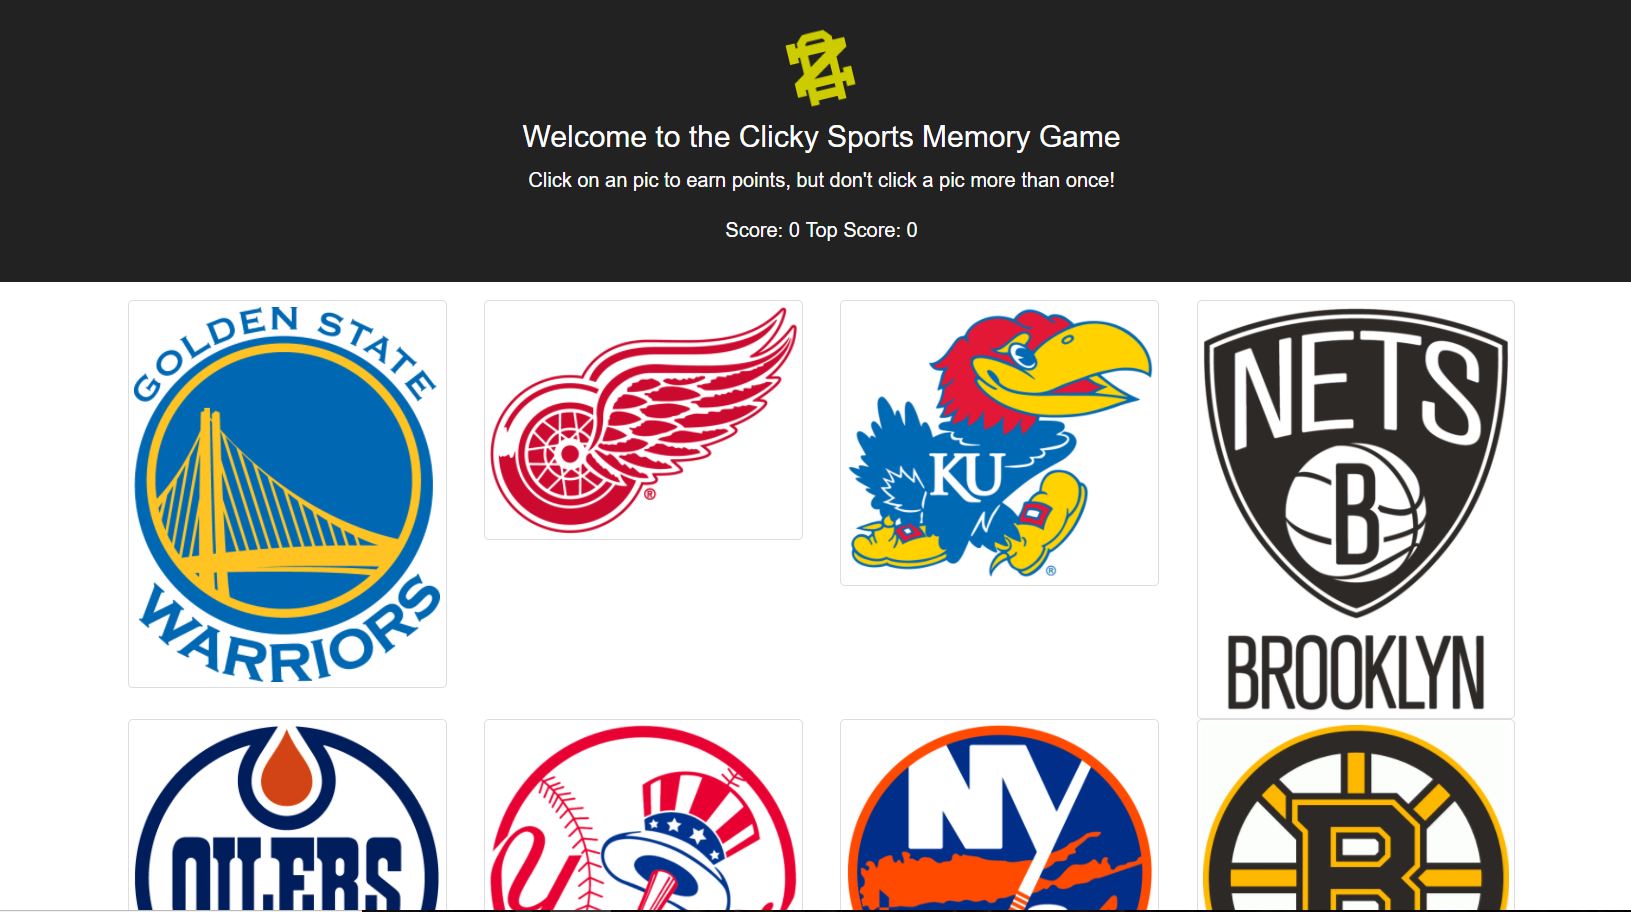 Welcome to the Clicky Sports Memory Game
Click on an pic to earn points, but don't click a pic more than once!
Score: 0 Top Score: 0
GOLDEN STATE
WARRIORS
®
KU
®
NETS
B
BROOKLYN
OILERS
NY
B